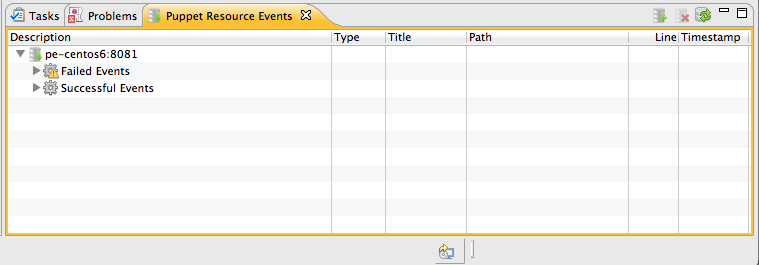 Tasks Problems Puppet Resource Events
Description Type Title Path Line Timestamp
pe-centos6:8081
Failed Events
Successful Events